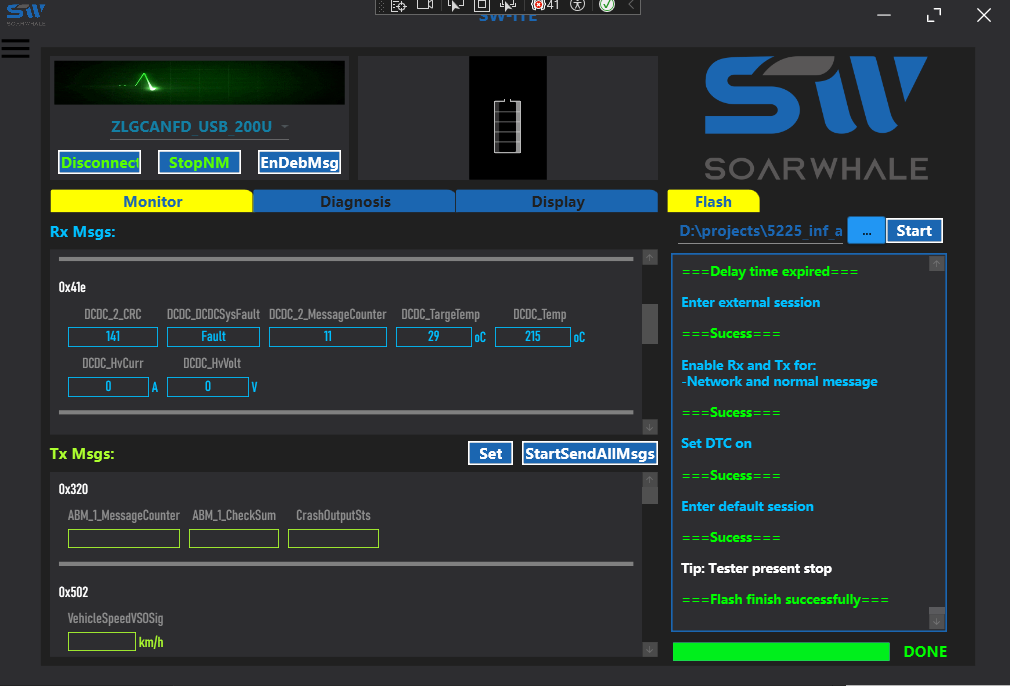 SW
SOARWHALE
41
SW-ITE
ZLGCANFD_USB_200U
Disconnect
StopNM
EnDebMsg
SW
SOARWHALE
Monitor
Diagnosis
Display
Flash
Rx Msgs:
D:\projects\5225_inf_a
...
Start
0x41e
DCDC_2_CRC
DCDC_DCDCSysFault
DCDC_2_MessageCounter
DCDC_TargeTemp
DCDC_Temp
141
Fault
11
29
oC
215
oC
DCDC_HvCurr
DCDC_HvVolt
0
A
0
V
Tx Msgs:
Set
StartSendAllMsgs
0x320
ABM_1_MessageCounter
ABM_1_CheckSum
CrashOutputSts
0x502
VehicleSpeedVSOSig
km/h
===Delay time expired===
Enter external session
===Sucess===
Enable Rx and Tx for:
-Network and normal message
===Sucess===
Set DTC on
===Sucess===
Enter default session
===Sucess===
Tip: Tester present stop
===Flash finish successfully===
DONE